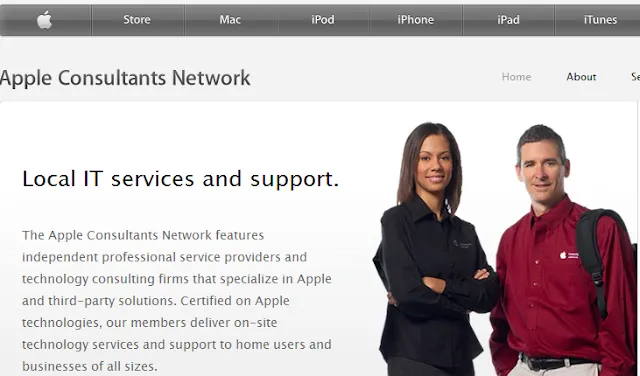 Store Mac iPod iPhone iPad iTunes
Apple Consultants Network
Home About
Local IT services and support.
The Apple Consultants Network features
independent professional service providers and
technology consulting firms that specialize in Apple
and third-party solutions. Certified on Apple
technologies, our members deliver on-site
technology services and support to home users and
businesses of all sizes.